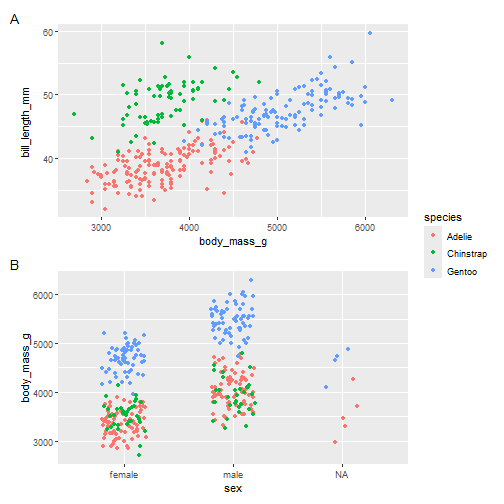 A
60
50
40
bill_length_mm
3000 4000 5000 6000
body_mass_g
species
Adelie
Chinstrap
Gentoo
B
6000
5000
4000
3000
body_mass_g
female male NA
sex